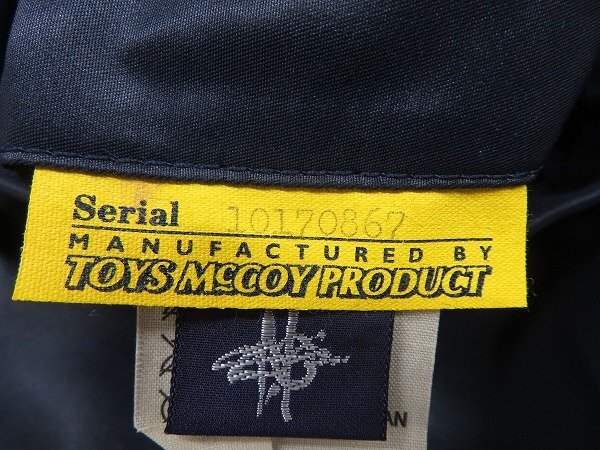 Serial 10170867
MANUFACTURED BY
TOYS McCOY PRODUCT